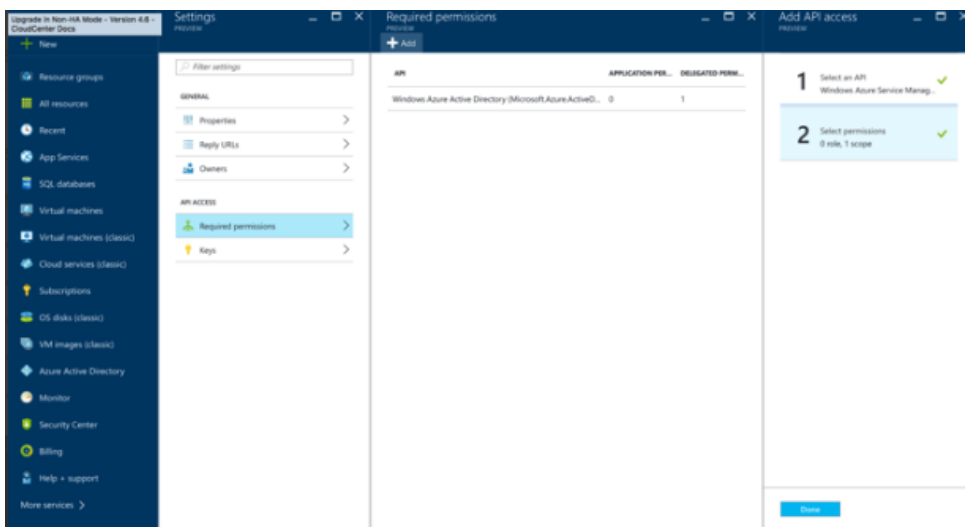 Upgrade in Non-HA Mode - Version 4.8 -
CloudCenter Docs
New
Resource groups
All resources
Recent
App Services
SQL databases
Virtual machines
Virtual machines (classic)
Cloud services (classic)
Subscriptions
OS disks (classic)
VM images (classic)
Azure Active Directory
Monitor
Security Center
Billing
Help + support
More services >
Settings
PREVIEW
Filter settings
GENERAL
Properties
Reply URLs
Owners
API ACCESS
Required permissions
Keys
Required permissions
PREVIEW
Add
API APPLICATION PER... DELEGATED PERM...
Windows Azure Active Directory (Microsoft.Azure.ActiveD... 0 1
Add API access
PREVIEW
1 Select an API
Windows Azure Service Manag...
2 Select permissions
0 role, 1 scope
Done